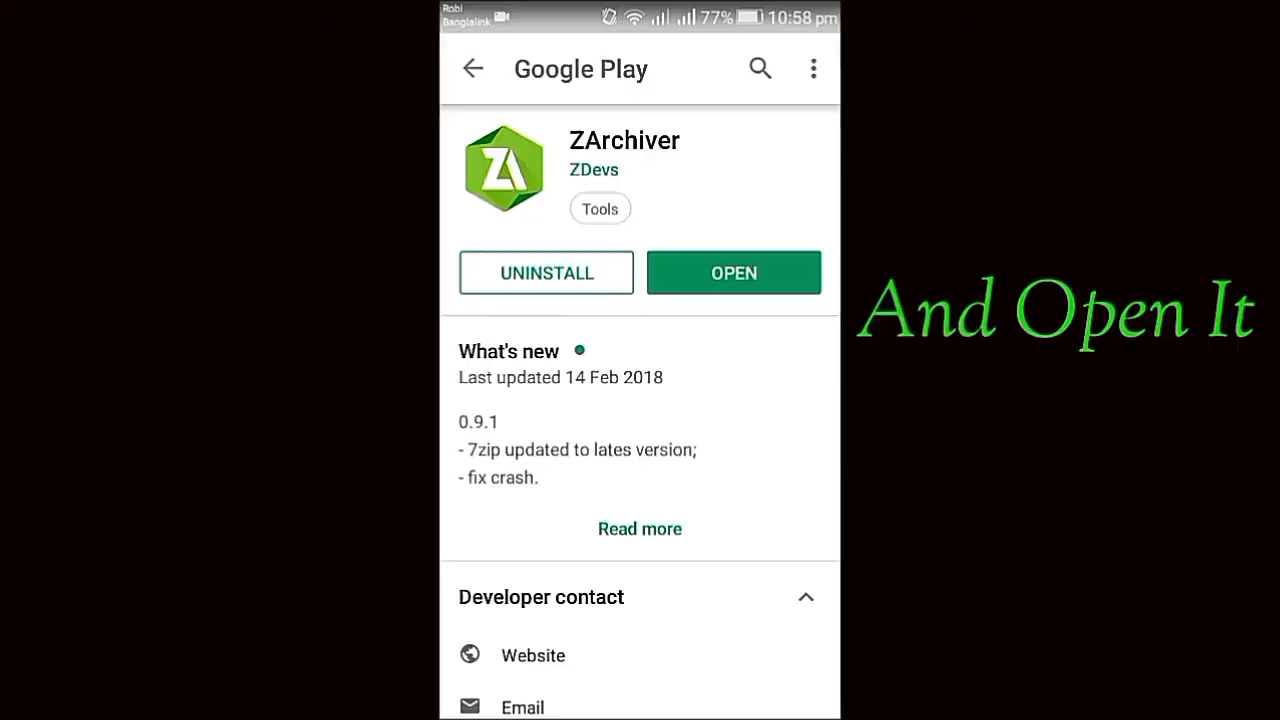 Robi
Banglalink
77% 10:58 pm
Google Play
ZA
ZArchiver
ZDevs
Tools
UNINSTALL
OPEN
And Open It
What's new
Last updated 14 Feb 2018
0.9.1
- 7zip updated to lates version;
- fix crash.
Read more
Developer contact
Website
Email